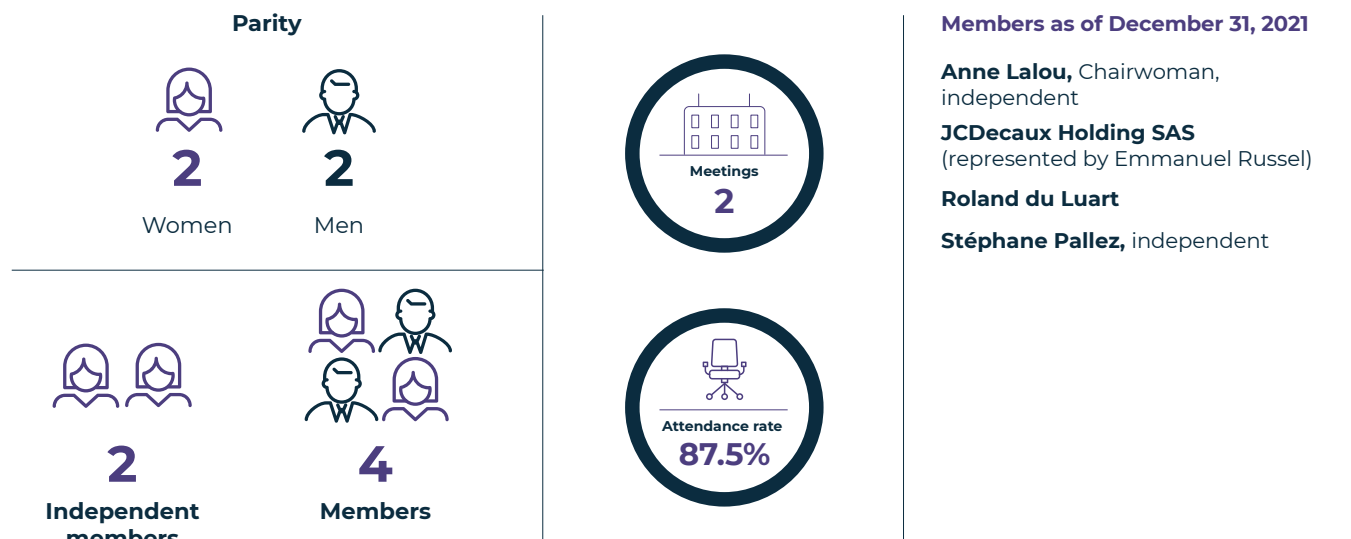 Parity
2
2
Women
Men
2
4
Independent
members
Members
Meetings
2
Attendance rate
87.5%
Members as of December 31, 2021
Anne Lalou, Chairwoman,
independent
JCDecaux Holding SAS
(represented by Emmanuel Russel)
Roland du Luart
Stéphane Pallez, independent